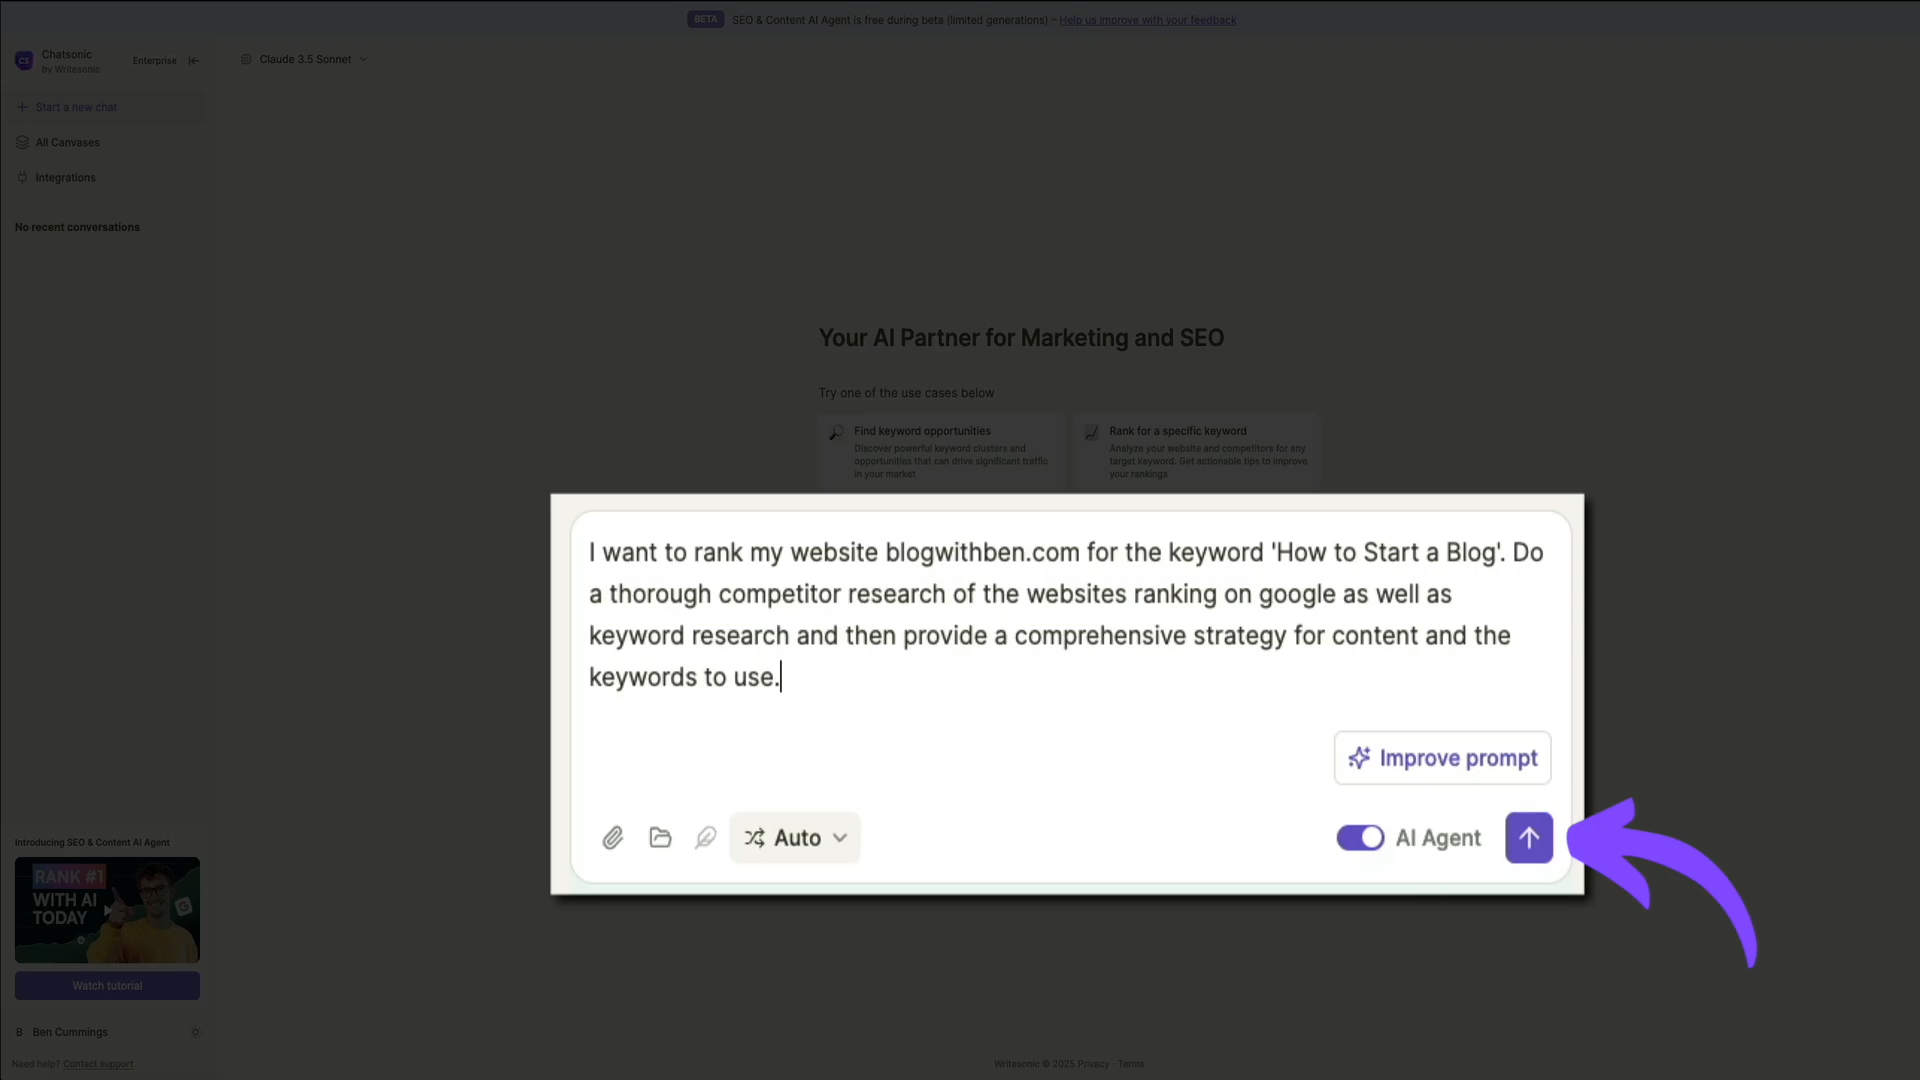 BETA SEO & Content AI Agent is free during beta (limited generations) – Help us improve with your feedback
CS Chatsonic
by Writesonic
Enterprise
Claude 3.5 Sonnet
Start a new chat
All Canvases
Integrations
No recent conversations
Your AI Partner for Marketing and SEO
Try one of the use cases below
Find keyword opportunities
Discover powerful keyword clusters and
opportunities that can drive significant traffic
in your market
Rank for a specific keyword
Analyze your website and competitors for any
target keyword. Get actionable tips to improve
your rankings
I want to rank my website blogwithben.com for the keyword 'How to Start a Blog'. Do
a thorough competitor research of the websites ranking on google as well as
keyword research and then provide a comprehensive strategy for content and the
keywords to use.
Improve prompt
Auto
AI Agent
Introducing SEO & Content AI Agent
RANK #1
WITH AI
TODAY
G
Watch tutorial
B Ben Cummings
Need help? Contact support
Writesonic © 2025 Privacy · Terms